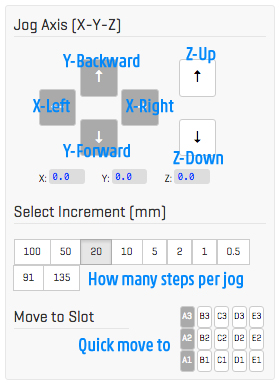 Jog Axis (X-Y-Z)
Y-Backward
Z-Up
↑ ↑
X-Left X-Right
↓ ↓
Y-Forward Z-Down
X: 0.0 Y: 0.0 Z: 0.0
Select Increment (mm)
100 50 20 10 5 2 1 0.5
91 135 How many steps per jog
Move to Slot
Quick move to
A3 B3 C3 D3 E3
A2 B2 C2 D2 E2
A1 B1 C1 D1 E1